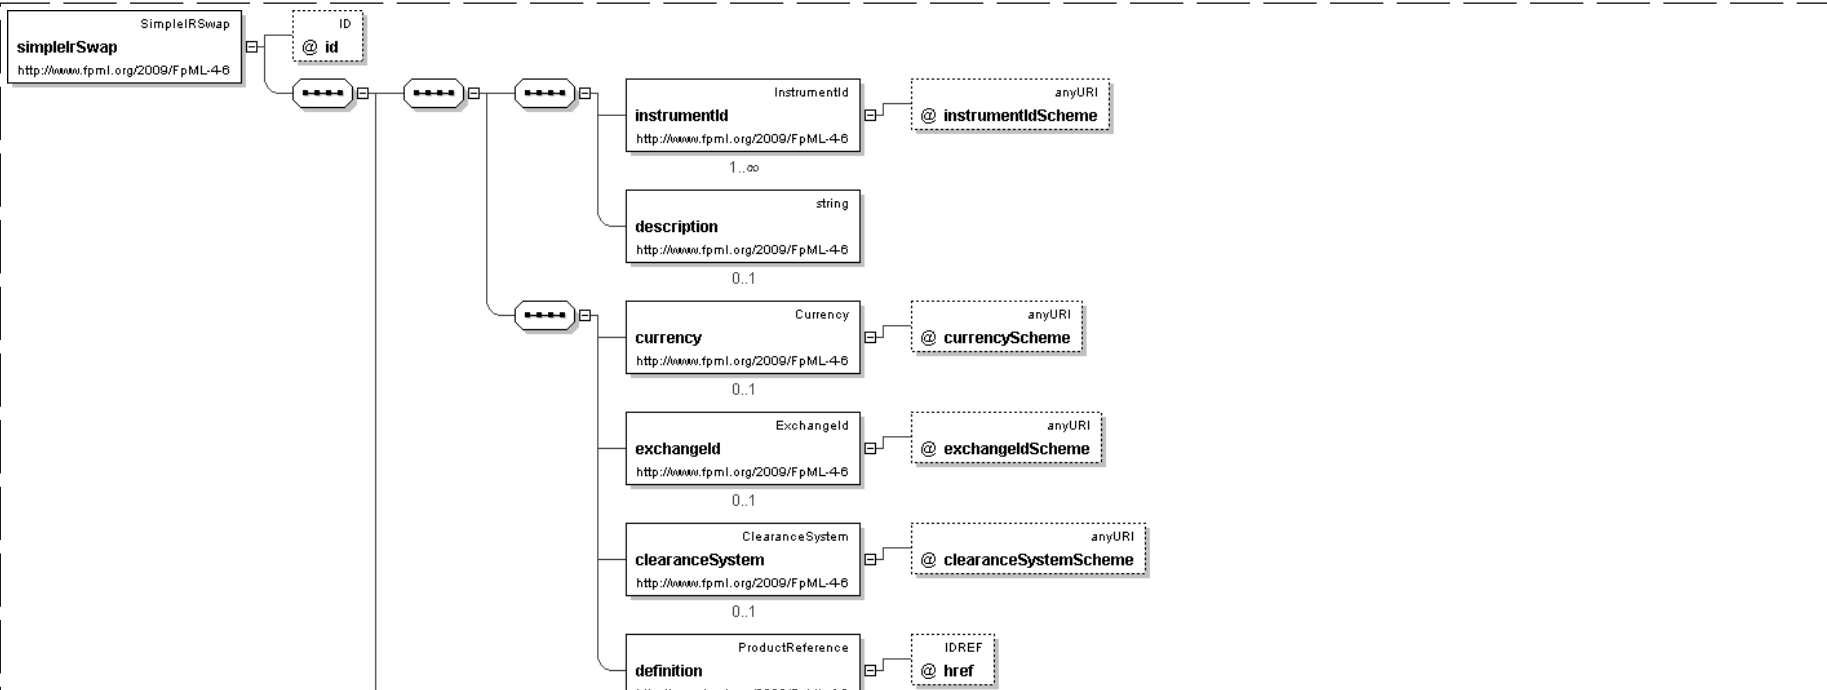 SimpleIRSwap
simpleIrSwap
http://www.fpml.org/2009/FpML-4-6
ID
@ id
InstrumentId
instrumentId
http://www.fpml.org/2009/FpML-4-6
1..∞
anyURI
@ instrumentIdScheme
string
description
http://www.fpml.org/2009/FpML-4-6
0..1
Currency
currency
http://www.fpml.org/2009/FpML-4-6
0..1
anyURI
@ currencyScheme
ExchangeId
exchangeId
http://www.fpml.org/2009/FpML-4-6
0..1
anyURI
@ exchangeIdScheme
ClearanceSystem
clearanceSystem
http://www.fpml.org/2009/FpML-4-6
0..1
anyURI
@ clearanceSystemScheme
ProductReference
definition
IDREF
@ href